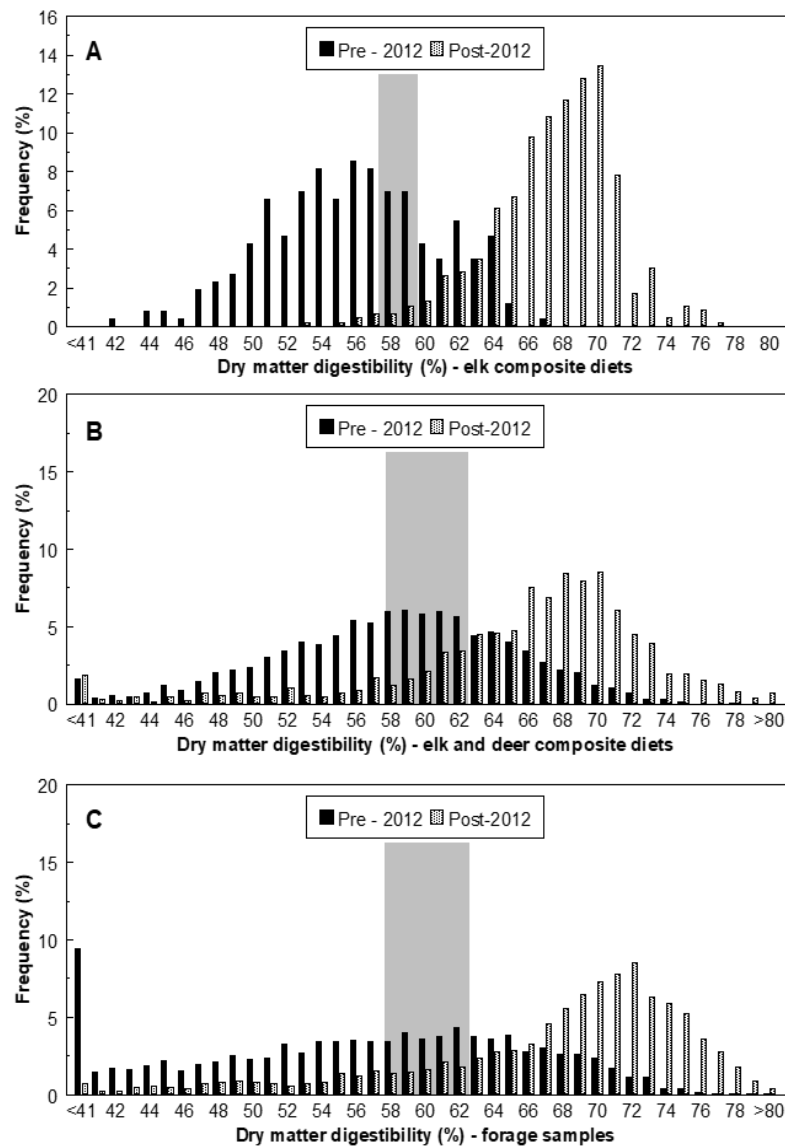 16
14
12
10
8
6
4
2
0
Frequency (%)
A
Pre - 2012 Post-2012
<41 42 44 46 48 50 52 54 56 58 60 62 64 66 68 70 72 74 76 78 80
Dry matter digestibility (%) - elk composite diets
20
15
10
5
0
Frequency (%)
B
Pre - 2012 Post-2012
<41 42 44 46 48 50 52 54 56 58 60 62 64 66 68 70 72 74 76 78 >80
Dry matter digestibility (%) - elk and deer composite diets
20
15
10
5
0
Frequency (%)
C
Pre - 2012 Post-2012
<41 42 44 46 48 50 52 54 56 58 60 62 64 66 68 70 72 74 76 78 >80
Dry matter digestibility (%) - forage samples